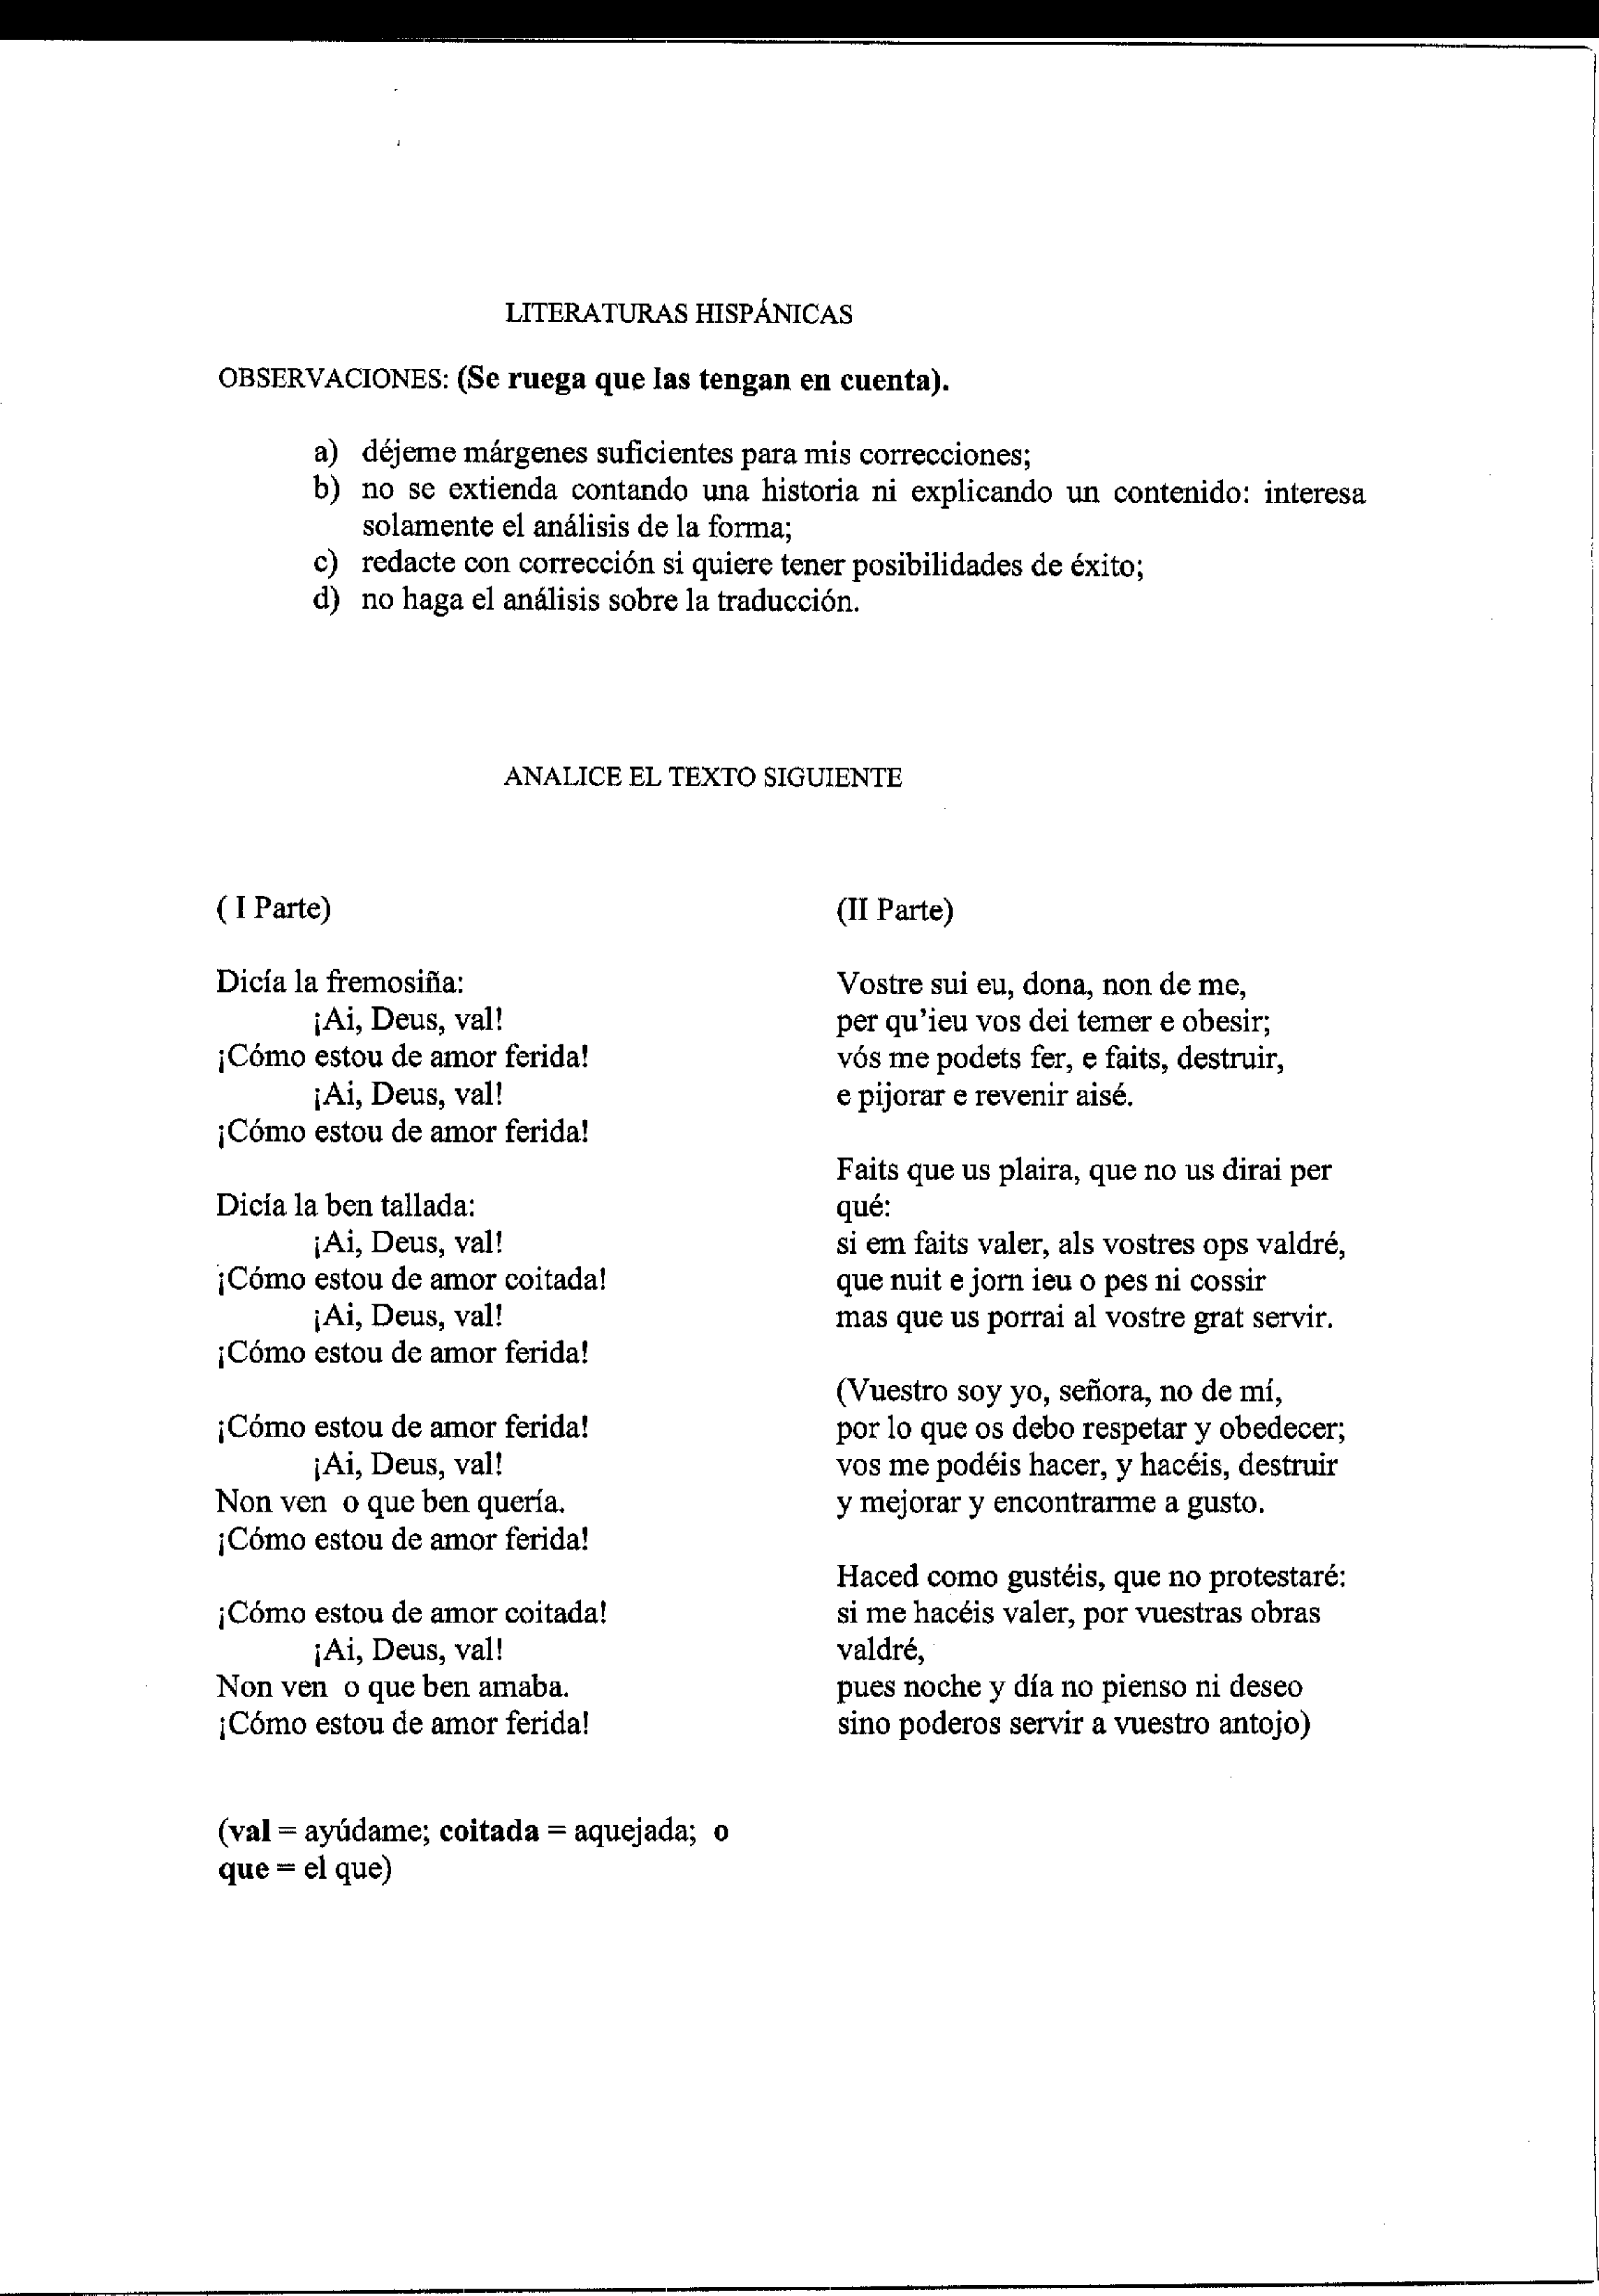 LITERATURAS HISPÁNICAS
OBSERVACIONES: (Se ruega que las tengan en cuenta).
a) déjeme márgenes suficientes para mis correcciones;
b) no se extienda contando una historia ni explicando un contenido: interesa
solamente el análisis de la forma;
c) redacte con corrección si quiere tener posibilidades de éxito;
d) no haga el análisis sobre la traducción.
ANALICE EL TEXTO SIGUIENTE
( I Parte)
Dicía la fremosiña:
¡Ai, Deus, val!
¡Cómo estou de amor ferida!
¡Ai, Deus, val!
¡Cómo estou de amor ferida!
Dicía la ben tallada:
¡Ai, Deus, val!
¡Cómo estou de amor coitada!
¡Ai, Deus, val!
¡Cómo estou de amor ferida!
¡Cómo estou de amor ferida!
¡Ai, Deus, val!
Non ven o que ben quería.
¡Cómo estou de amor ferida!
¡Cómo estou de amor coitada!
¡Ai, Deus, val!
Non ven o que ben amaba.
¡Cómo estou de amor ferida!
(val = ayúdame; coitada = aquejada; o
que = el que)
(II Parte)
Vostre sui eu, dona, non de me,
per qu'ieu vos dei temer e obesir;
vós me podets fer, e faits, destruir,
e pijorar e revenir aisé.
Faits que us plaira, que no us dirai per
qué:
si em faits valer, als vostres ops valdré,
que nuit e jorn ieu o pes ni cossir
mas que us porrai al vostre grat servir.
(Vuestro soy yo, señora, no de mí,
por lo que os debo respetar y obedecer;
vos me podéis hacer, y hacéis, destruir
y mejorar y encontrarme a gusto.
Haced como gustéis, que no protestaré:
si me hacéis valer, por vuestras obras
valdré,
pues noche y día no pienso ni deseo
sino poderos servir a vuestro antojo)